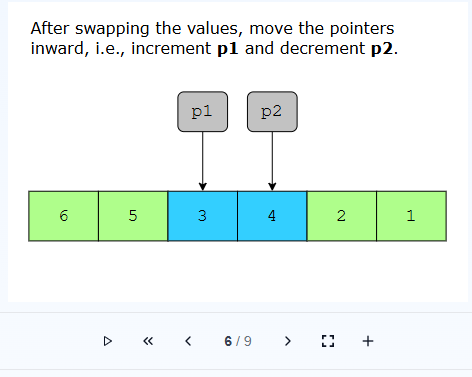 After swapping the values, move the pointers
inward, i.e., increment p1 and decrement p2.
p1 p2
6 5 3 4 2 1
6 / 9